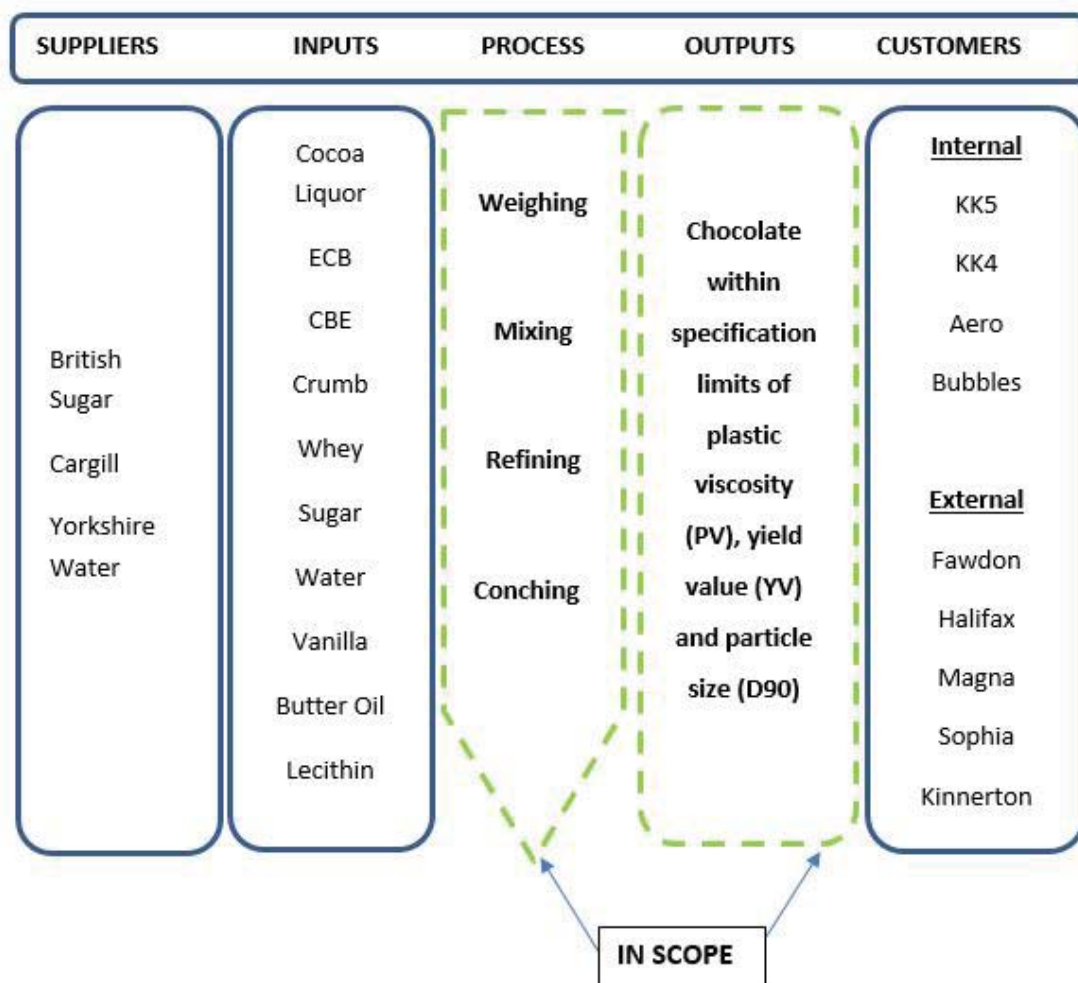 SUPPLIERS
INPUTS
PROCESS
OUTPUTS
CUSTOMERS
British
Sugar
Cargill
Yorkshire
Water
Cocoa
Liquor
ECB
CBE
Crumb
Whey
Sugar
Water
Vanilla
Butter Oil
Lecithin
Weighing
Mixing
Refining
Conching
Chocolate
within
specification
limits of
plastic
viscosity
(PV), yield
value (YV)
and particle
size (D90)
Internal
KK5
KK4
Aero
Bubbles
External
Fawdon
Halifax
Magna
Sophia
Kinnerton
IN SCOPE